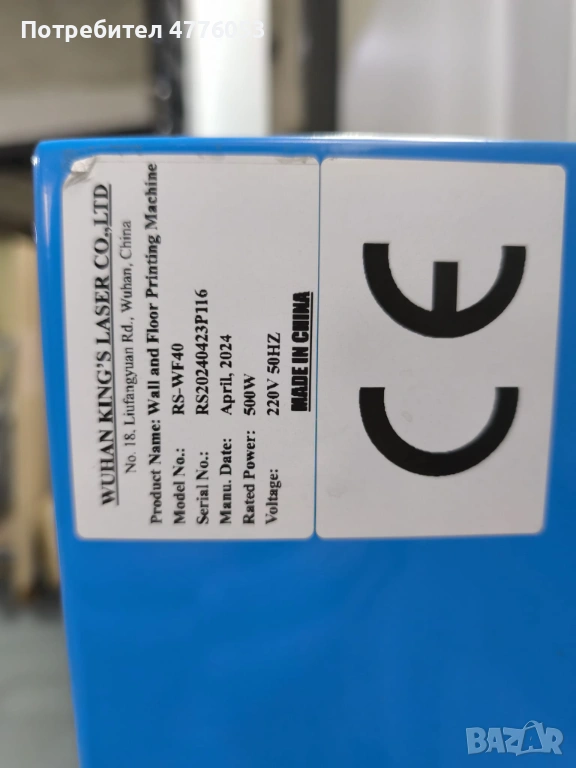 Потребител 4776053
WUHAN KING'S LASER CO.,LTD
No. 18, Liufangyuan Rd., Wuhan, China
Product Name: Wall and Floor Printing Machine
Model No.: RS-WF40
Serial No.: RS20240423P116
Manu. Date: April, 2024
Rated Power: 500W
Voltage: 220V 50HZ
MADE IN CHINA
CE
BAZAR